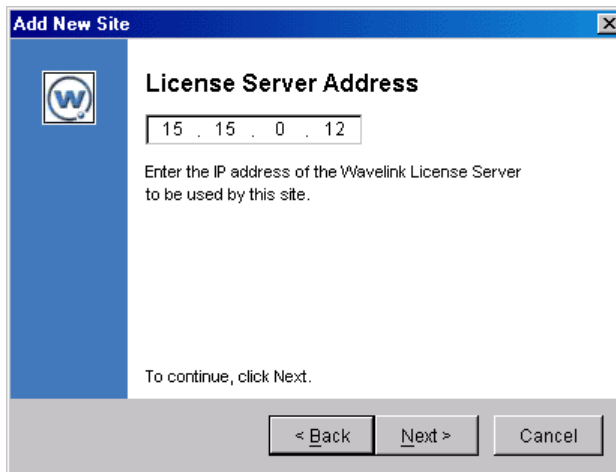 Add New Site
W
License Server Address
15 . 15 . 0 . 12
Enter the IP address of the Wavelink License Server
to be used by this site.
To continue, click Next.
< Back Next > Cancel